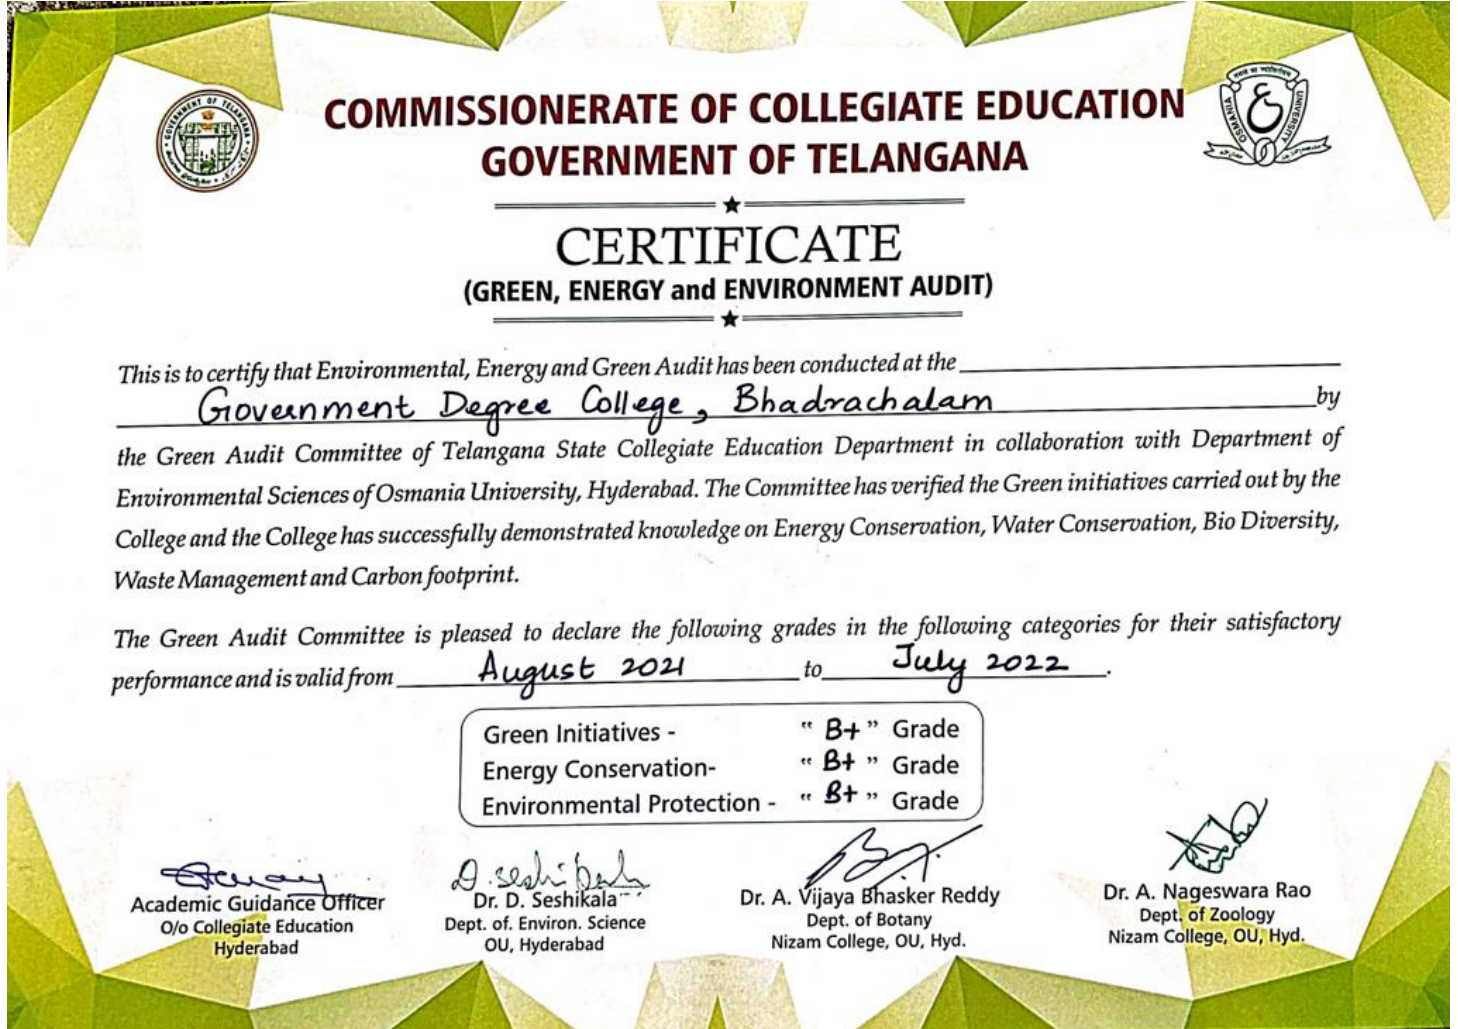 COMMISSIONERATE OF COLLEGIATE EDUCATION
GOVERNMENT OF TELANGANA
GOVERNMENT OF TELANGANA
OSMANIA UNIVERSITY
CERTIFICATE
(GREEN, ENERGY and ENVIRONMENT AUDIT)
This is to certify that Environmental, Energy and Green Audit has been conducted at the
Government Degree College, Bhadrachalam by
the Green Audit Committee of Telangana State Collegiate Education Department in collaboration with Department of
Environmental Sciences of Osmania University, Hyderabad. The Committee has verified the Green initiatives carried out by the
College and the College has successfully demonstrated knowledge on Energy Conservation, Water Conservation, Bio Diversity,
Waste Management and Carbon footprint.
The Green Audit Committee is pleased to declare the following grades in the following categories for their satisfactory
performance and is valid from August 2021 to July 2022.
Green Initiatives - “ B+ ” Grade
Energy Conservation- “ B+ ” Grade
Environmental Protection - “ B+ ” Grade
D. Seshikala
Academic Guidance Officer
O/o Collegiate Education
Hyderabad
Dr. D. Seshikala
Dept. of. Environ. Science
OU, Hyderabad
Dr. A. Vijaya Bhasker Reddy
Dept. of Botany
Nizam College, OU, Hyd.
Dr. A. Nageswara Rao
Dept. of Zoology
Nizam College, OU, Hyd.